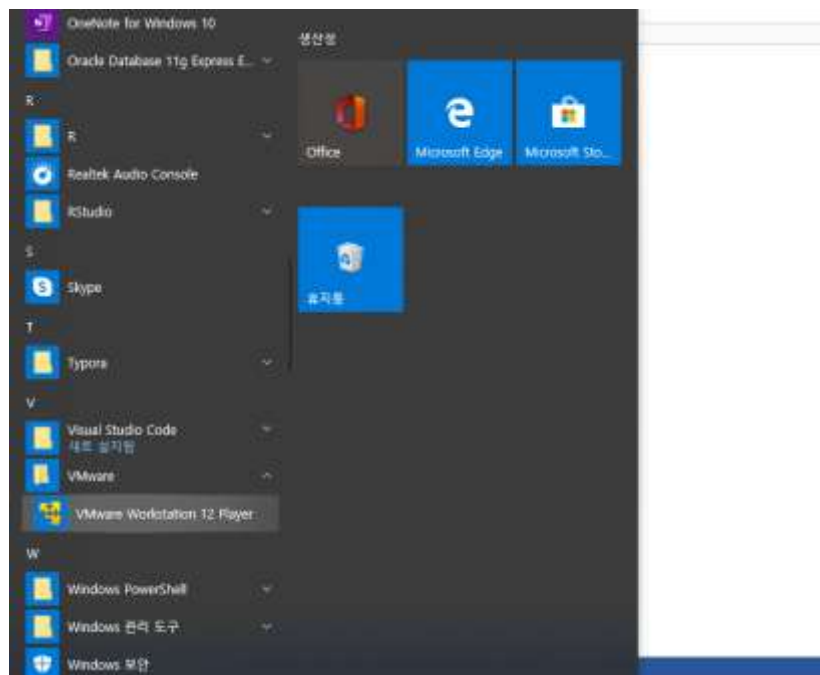 OneNote for Windows 10
Oracle Database 11g Express E...
R
R
Realtek Audio Console
RStudio
S
Skype
T
Typora
V
Visual Studio Code
새로 설치됨
VMware
VMware Workstation 12 Player
W
Windows PowerShell
Windows 관리 도구
Windows 보안
생산성
Office
Microsoft Edge
Microsoft Sto...
휴지통